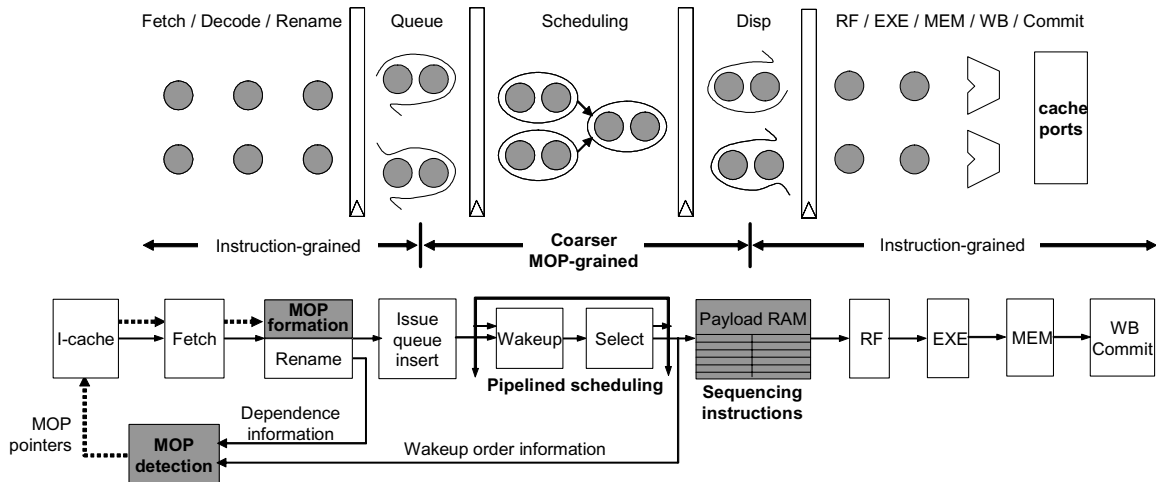 Fetch / Decode / Rename
Queue
Scheduling
Disp
RF / EXE / MEM / WB / Commit
cache
ports
Instruction-grained
Coarser
MOP-grained
Instruction-grained
I-cache
Fetch
MOP
formation
Rename
Issue
queue
insert
Wakeup
Select
Pipelined scheduling
Payload RAM
Sequencing
instructions
RF
EXE
MEM
WB
Commit
MOP
pointers
MOP
detection
Dependence
information
Wakeup order information